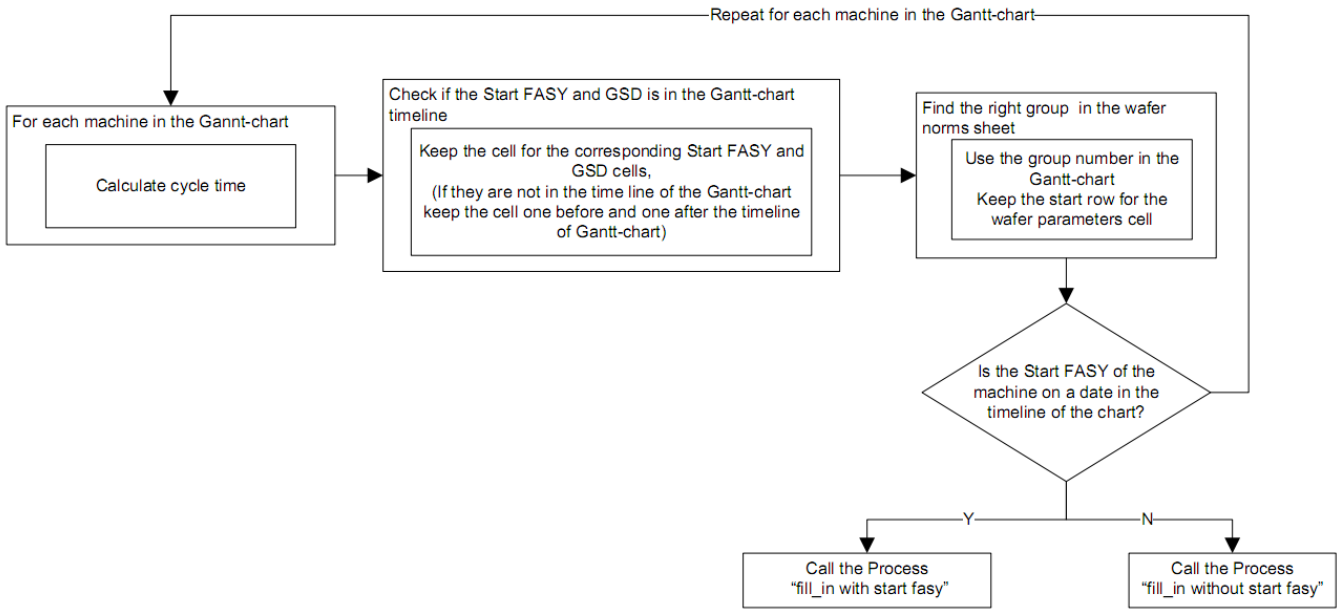 Repeat for each machine in the Gantt-chart
For each machine in the Gannt-chart
Calculate cycle time
Check if the Start FASY and GSD is in the Gantt-chart
timeline
Keep the cell for the corresponding Start FASY and
GSD cells,
(If they are not in the time line of the Gantt-chart
keep the cell one before and one after the timeline
of Gantt-chart)
Find the right group in the wafer
norms sheet
Use the group number in the
Gantt-chart
Keep the start row for the
wafer parameters cell
Is the Start FASY of the
machine on a date in the
timeline of the chart?
Y
N
Call the Process
“fill_in with start fasy”
Call the Process
“fill_in without start fasy”